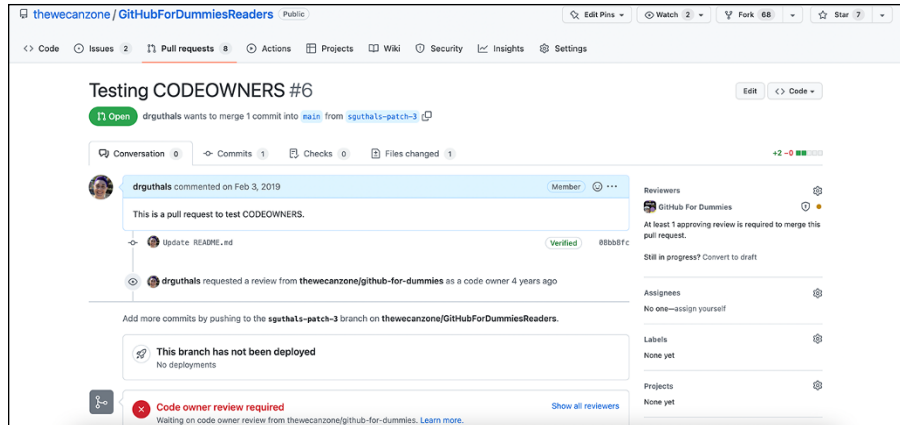 thewecanzone / GitHubForDummiesReaders Public
Edit Pins Watch 2 Fork 68 Star 7
Code Issues 2 Pull requests 8 Actions Projects Wiki Security Insights Settings
Testing CODEOWNERS #6
Edit Code
Open drguthals wants to merge 1 commit into main from sguthals-patch-3
Conversation 0 Commits 1 Checks 0 Files changed 1 +2 −0
drguthals commented on Feb 3, 2019 Member ···
This is a pull request to test CODEOWNERS.
Update README.md Verified 08bb8fc
drguthals requested a review from thewecanzone/github-for-dummies as a code owner 4 years ago
Add more commits by pushing to the sguthals-patch-3 branch on thewecanzone/GitHubForDummiesReaders.
This branch has not been deployed
No deployments
Code owner review required Show all reviewers
Waiting on code owner review from thewecanzone/github-for-dummies. Learn more.
Reviewers
GitHub For Dummies
At least 1 approving review is required to merge this
pull request.
Still in progress? Convert to draft
Assignees
No one—assign yourself
Labels
None yet
Projects
None yet